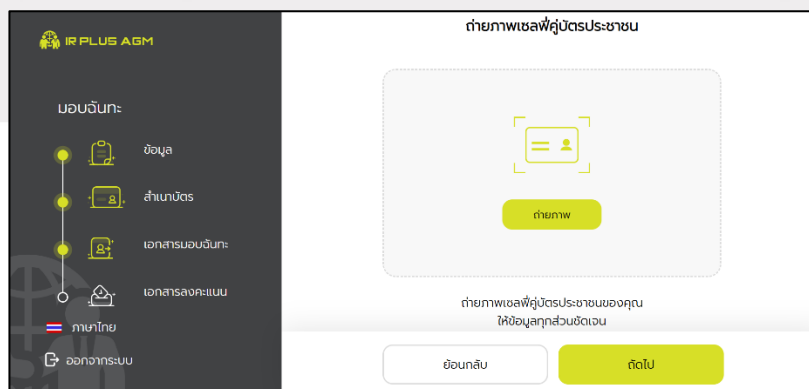 IR PLUS AGM
มอบฉันทะ
ข้อมูล
สำเนาบัตร
เอกสารมอบฉันทะ
เอกสารลงคะแนน
ภาษาไทย
ออกจากระบบ
ถ่ายภาพเซลฟี่คู่บัตรประชาชน
ถ่ายภาพ
ถ่ายภาพเซลฟี่คู่บัตรประชาชนของคุณ
ให้ข้อมูลทุกส่วนชัดเจน
ย้อนกลับ
ถัดไป